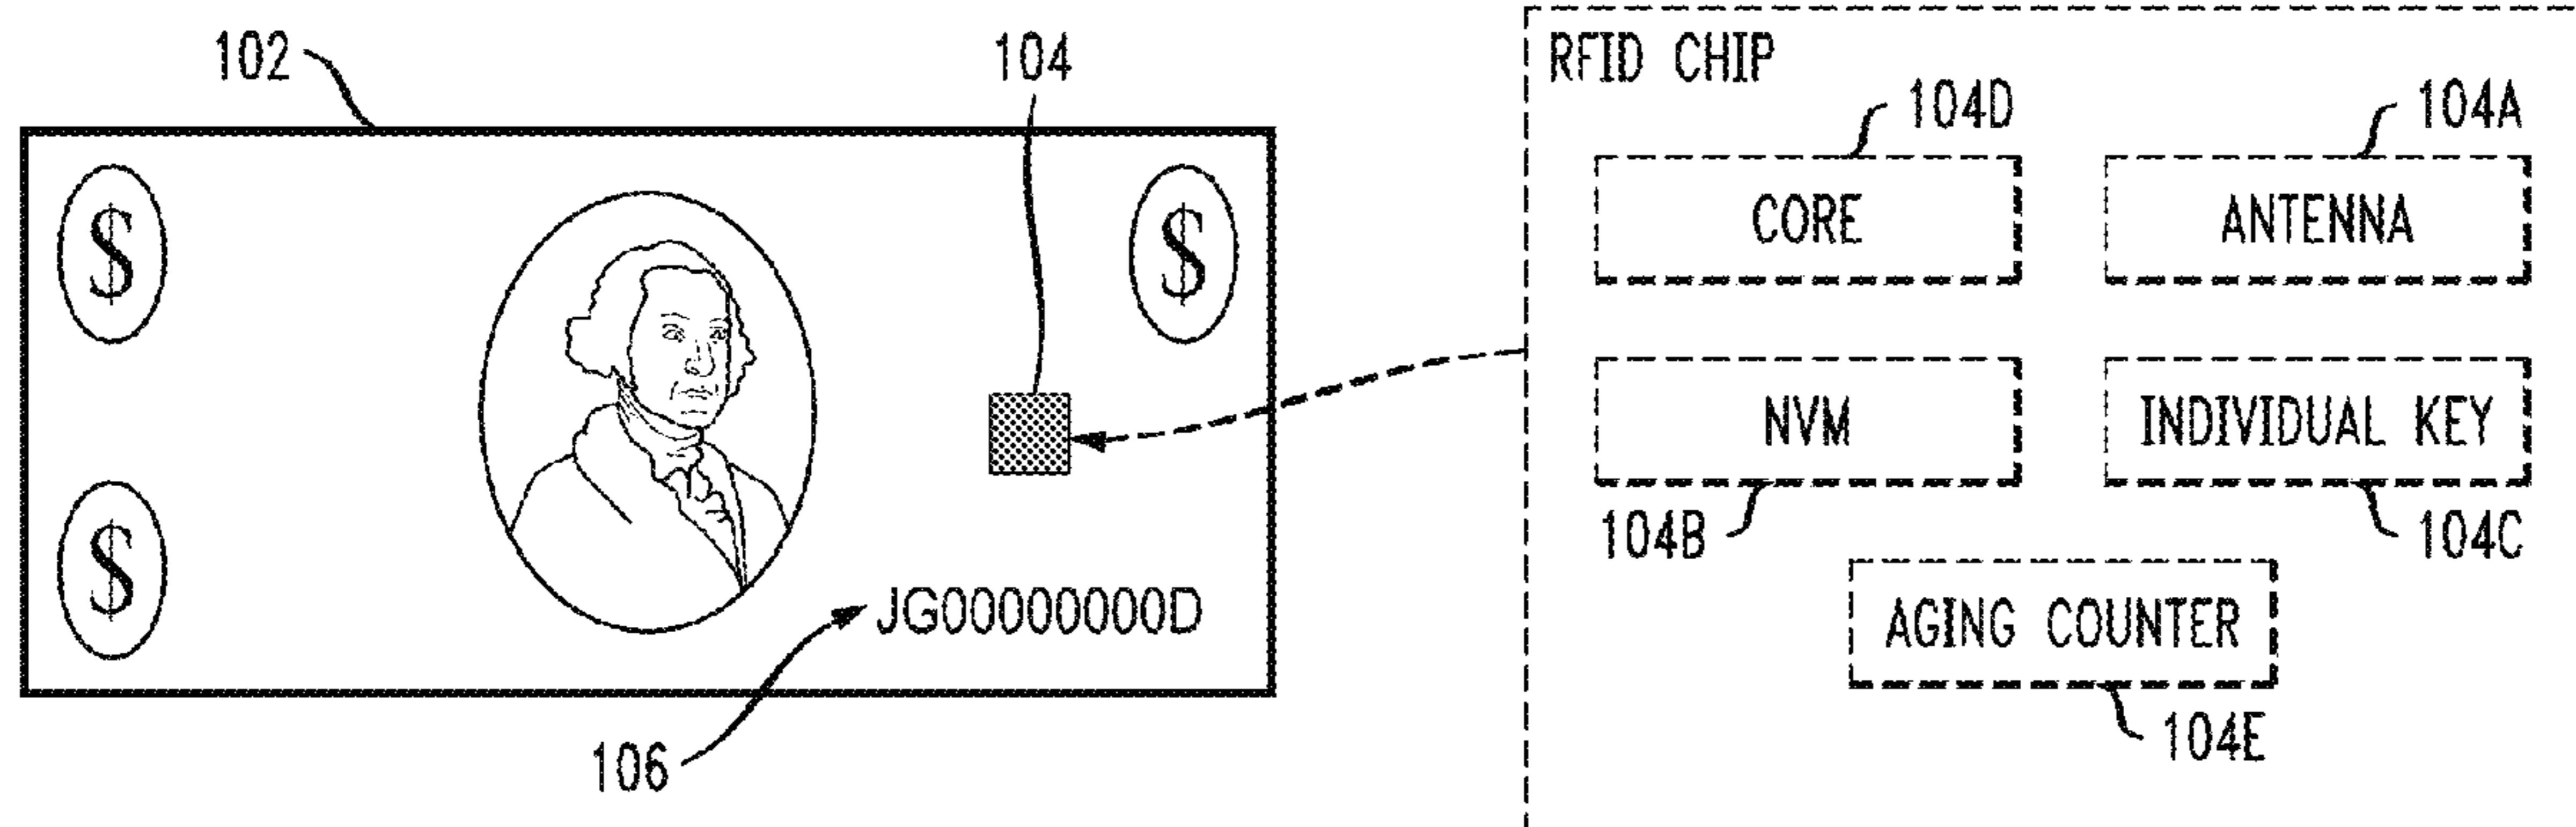 102
104
$
$
$
JG00000000D
106
RFID CHIP
104D
104A
CORE
ANTENNA
NVM
INDIVIDUAL KEY
104B
104C
AGING COUNTER
104E